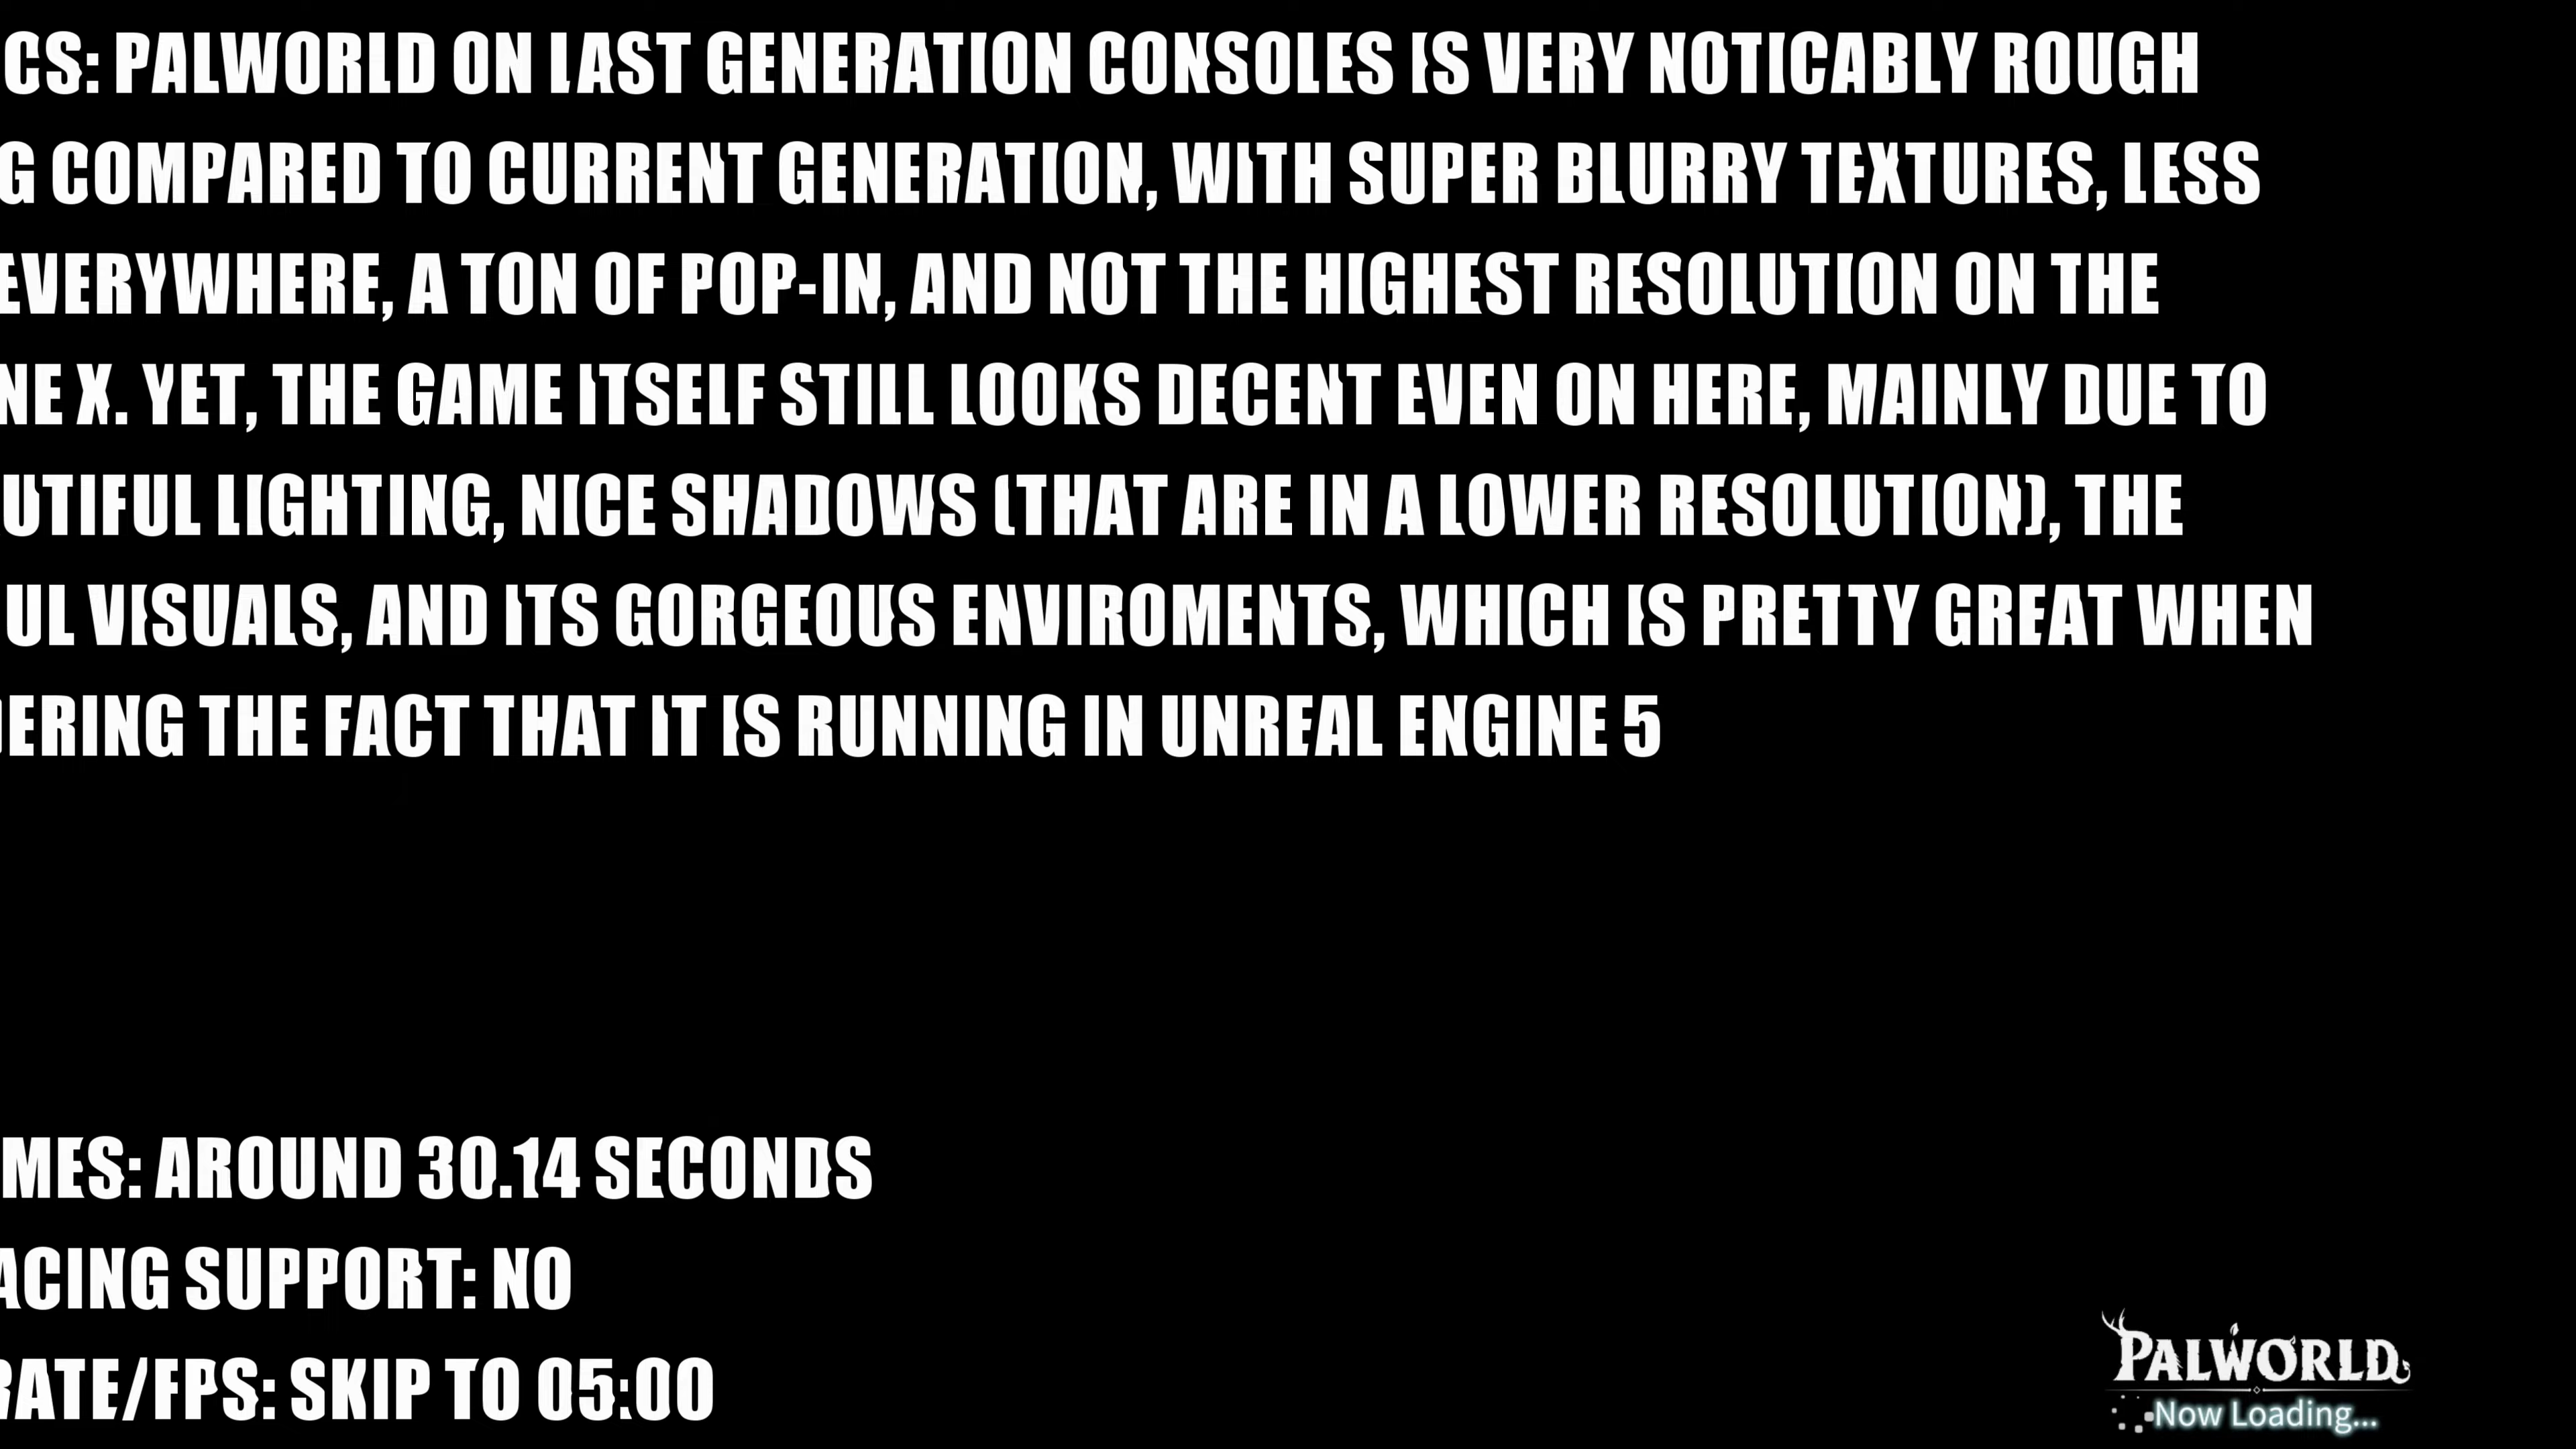 CS: PALWORLD ON LAST GENERATION CONSOLES IS VERY NOTICABLY ROUGH
G COMPARED TO CURRENT GENERATION, WITH SUPER BLURRY TEXTURES, LESS
EVERYWHERE, A TON OF POP-IN, AND NOT THE HIGHEST RESOLUTION ON THE
NE X. YET, THE GAME ITSELF STILL LOOKS DECENT EVEN ON HERE, MAINLY DUE TO
UTIFUL LIGHTING, NICE SHADOWS (THAT ARE IN A LOWER RESOLUTION), THE
UL VISUALS, AND ITS GORGEOUS ENVIROMENTS, WHICH IS PRETTY GREAT WHEN
DERING THE FACT THAT IT IS RUNNING IN UNREAL ENGINE 5
MES: AROUND 30.14 SECONDS
ACING SUPPORT: NO
RATE/FPS: SKIP TO 05:00
PALWORLD
Now Loading...